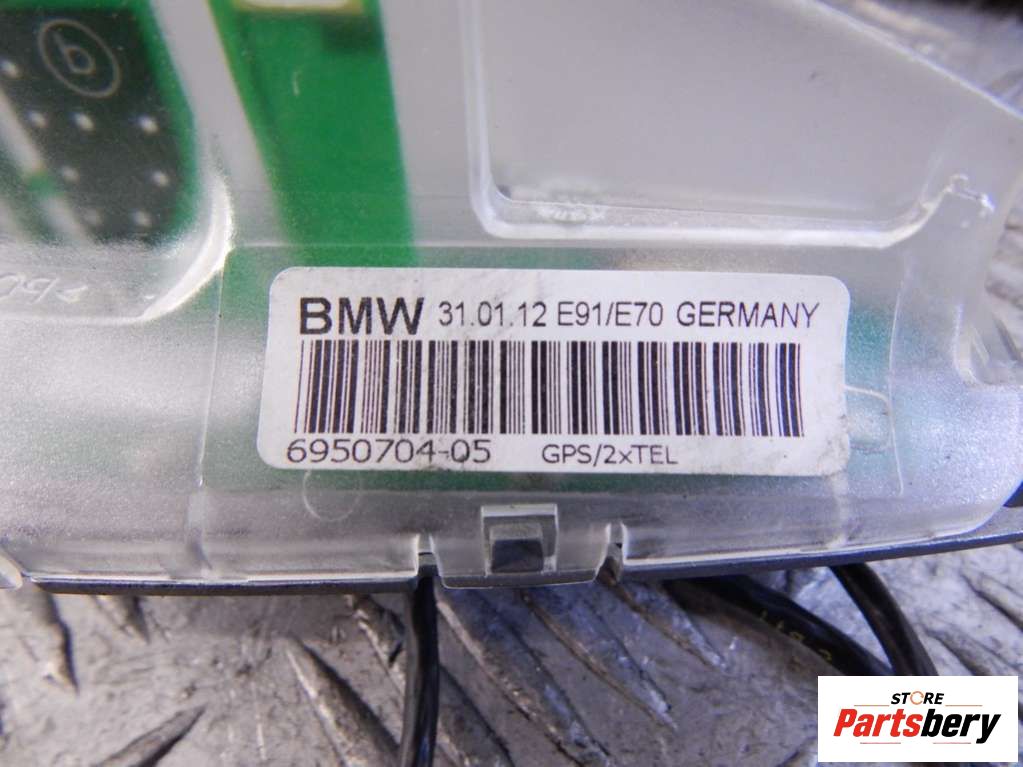 BMW 31.01.12 E91/E70 GERMANY
6950704-05 GPS/2xTEL
STORE
Partsbery